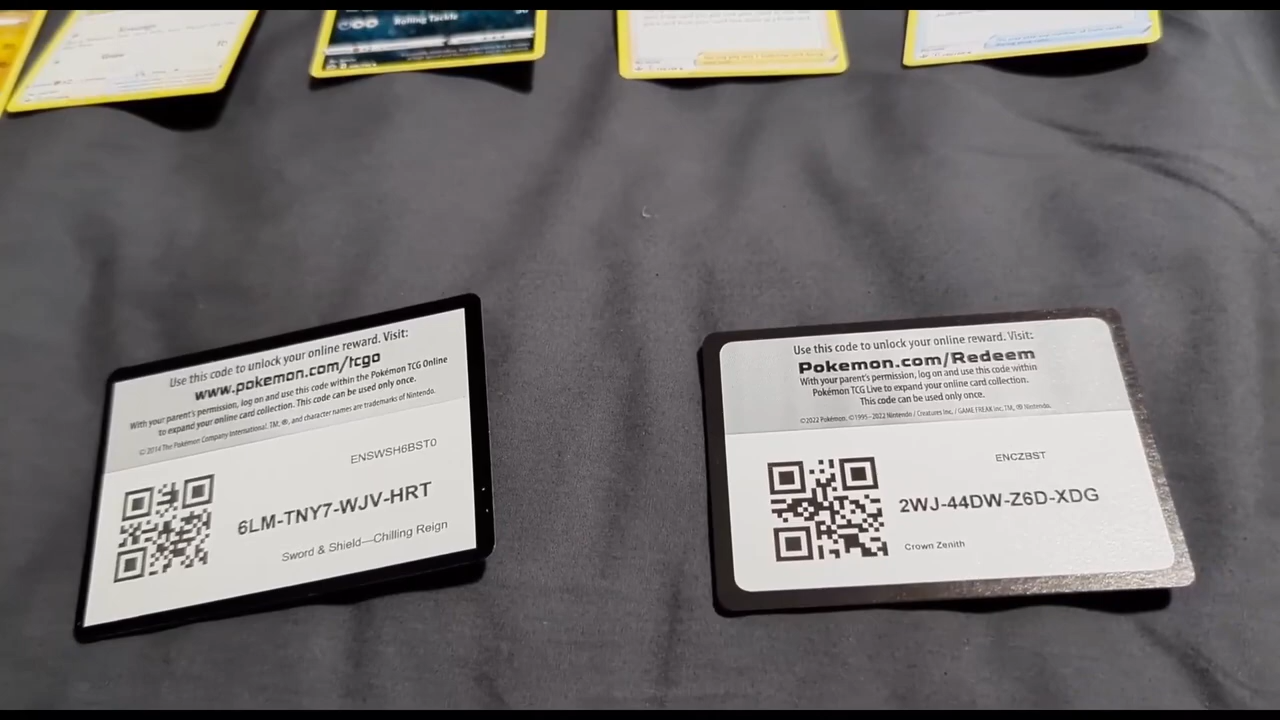 Rolling Tackle
Use this code to unlock your online reward. Visit:
www.pokemon.com/tcgo
With your parent's permission, log on and use this code within the Pokémon TCG Online
to expand your online card collection. This code can be used only once.
© 2014 The Pokémon Company International. TM, ®, and character names are trademarks of Nintendo.
ENSWSH6BST0
6LM-TNY7-WJV-HRT
Sword & Shield—Chilling Reign
Use this code to unlock your online reward. Visit:
Pokemon.com/Redeem
With your parent's permission, log on and use this code within
Pokémon TCG Live to expand your online card collection.
This code can be used only once.
©2022 Pokémon. ©1995–2022 Nintendo / Creatures Inc. / GAME FREAK inc. TM, ® Nintendo.
ENCZBST
2WJ-44DW-Z6D-XDG
Crown Zenith